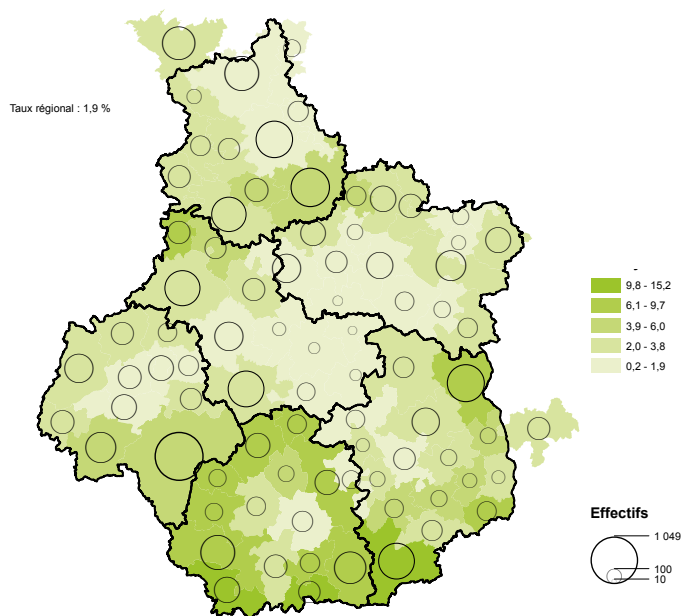 Taux régional : 1,9 %
-
9,8 - 15,2
6,1 - 9,7
3,9 - 6,0
2,0 - 3,8
0,2 - 1,9
Effectifs
1 049
100
10